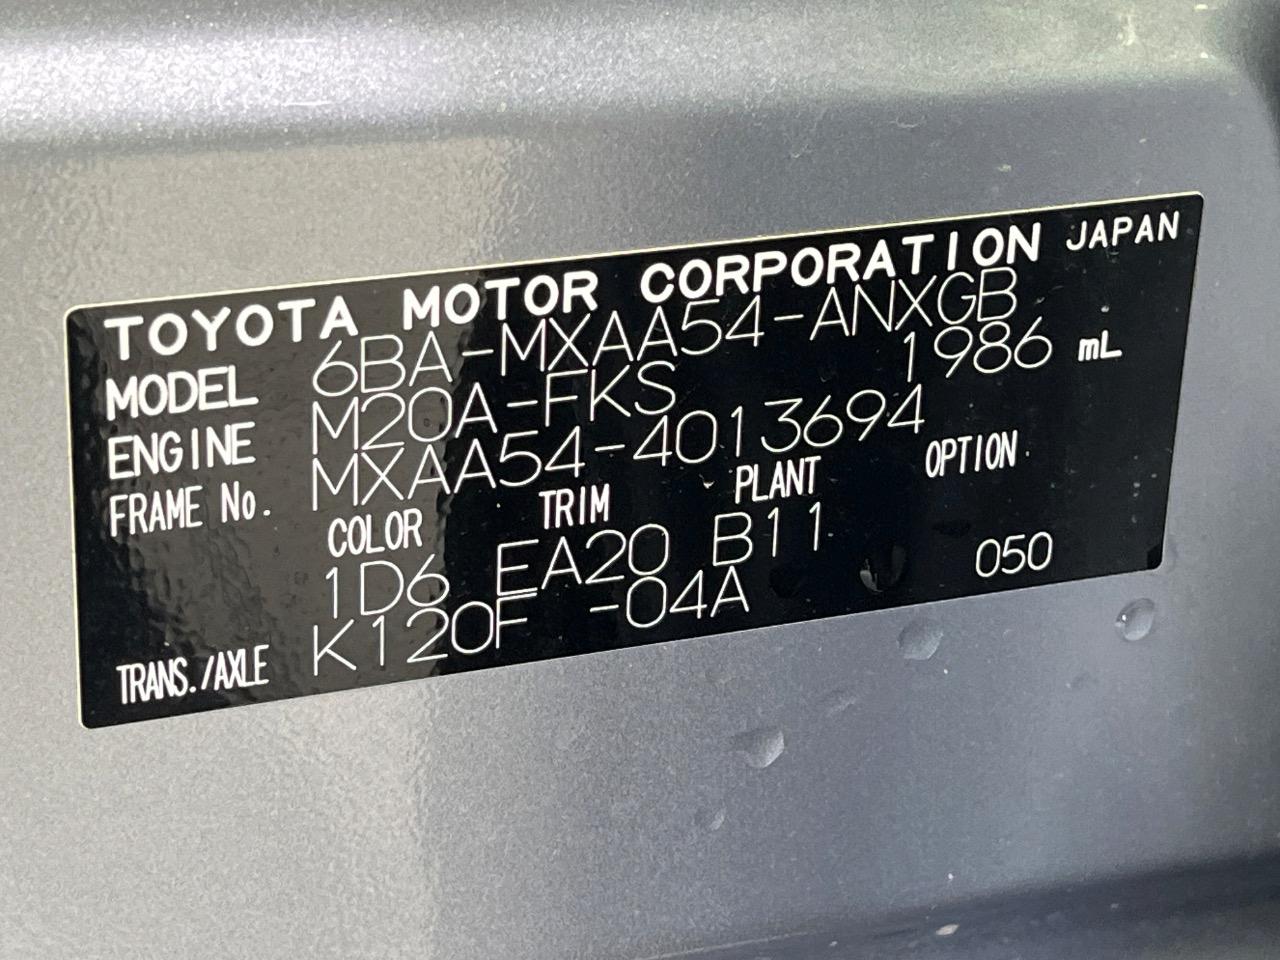 TOYOTA MOTOR CORPORATION JAPAN
MODEL 6BA-MXAA54-ANXGB
ENGINE M20A-FKS 1986 mL
FRAME No. MXAA54-4013694
COLOR TRIM PLANT OPTION
1D6 EA20 B11
TRANS./AXLE K120F -04A 050